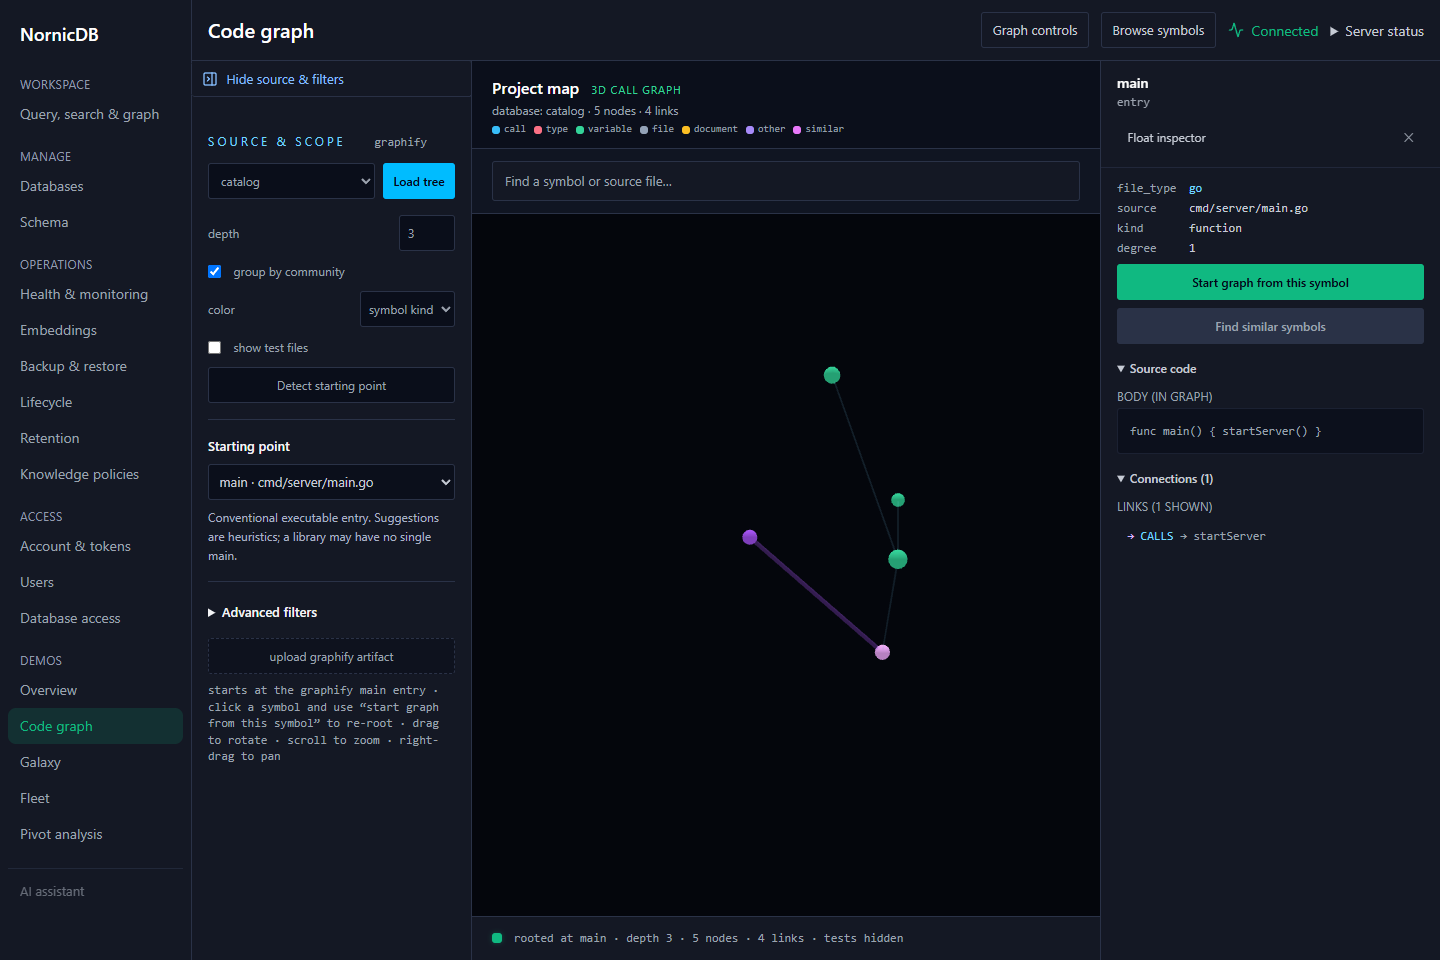 NornicDB
WORKSPACE
Query, search & graph
MANAGE
Databases
Schema
OPERATIONS
Health & monitoring
Embeddings
Backup & restore
Lifecycle
Retention
Knowledge policies
ACCESS
Account & tokens
Users
Database access
DEMOS
Overview
Code graph
Galaxy
Fleet
Pivot analysis
AI assistant
Code graph
Graph controls
Browse symbols
Connected
Server status
Hide source & filters
SOURCE & SCOPE graphify
catalog
Load tree
depth 3
group by community
color symbol kind
show test files
Detect starting point
Starting point
main · cmd/server/main.go
Conventional executable entry. Suggestions
are heuristics; a library may have no single
main.
Advanced filters
upload graphify artifact
starts at the graphify main entry ·
click a symbol and use “start graph
from this symbol” to re-root · drag
to rotate · scroll to zoom · right-
drag to pan
Project map 3D CALL GRAPH
database: catalog · 5 nodes · 4 links
call type variable file document other similar
Find a symbol or source file...
rooted at main · depth 3 · 5 nodes · 4 links · tests hidden
main
entry
Float inspector
file_type go
source cmd/server/main.go
kind function
degree 1
Start graph from this symbol
Find similar symbols
Source code
BODY (IN GRAPH)
func main() { startServer() }
Connections (1)
LINKS (1 SHOWN)
→ CALLS → startServer